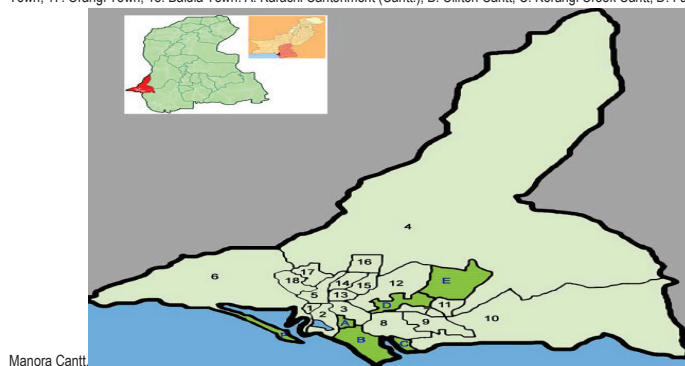 Town, 17. Orangi Town, 18. Baldia Town. A. Karachi Cantonment (Cantt.), B. Clifton Cantt, C. Korangi Creek Cantt, D.
4
16
6 17
18 14 15 12 E
5 13 D 11
1 2 3 10
A 8 9
B C
Manora Cantt.